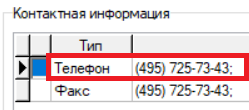 Контактная информация
Тип
Телефон (495) 725-73-43;
Факс (495) 725-73-43;